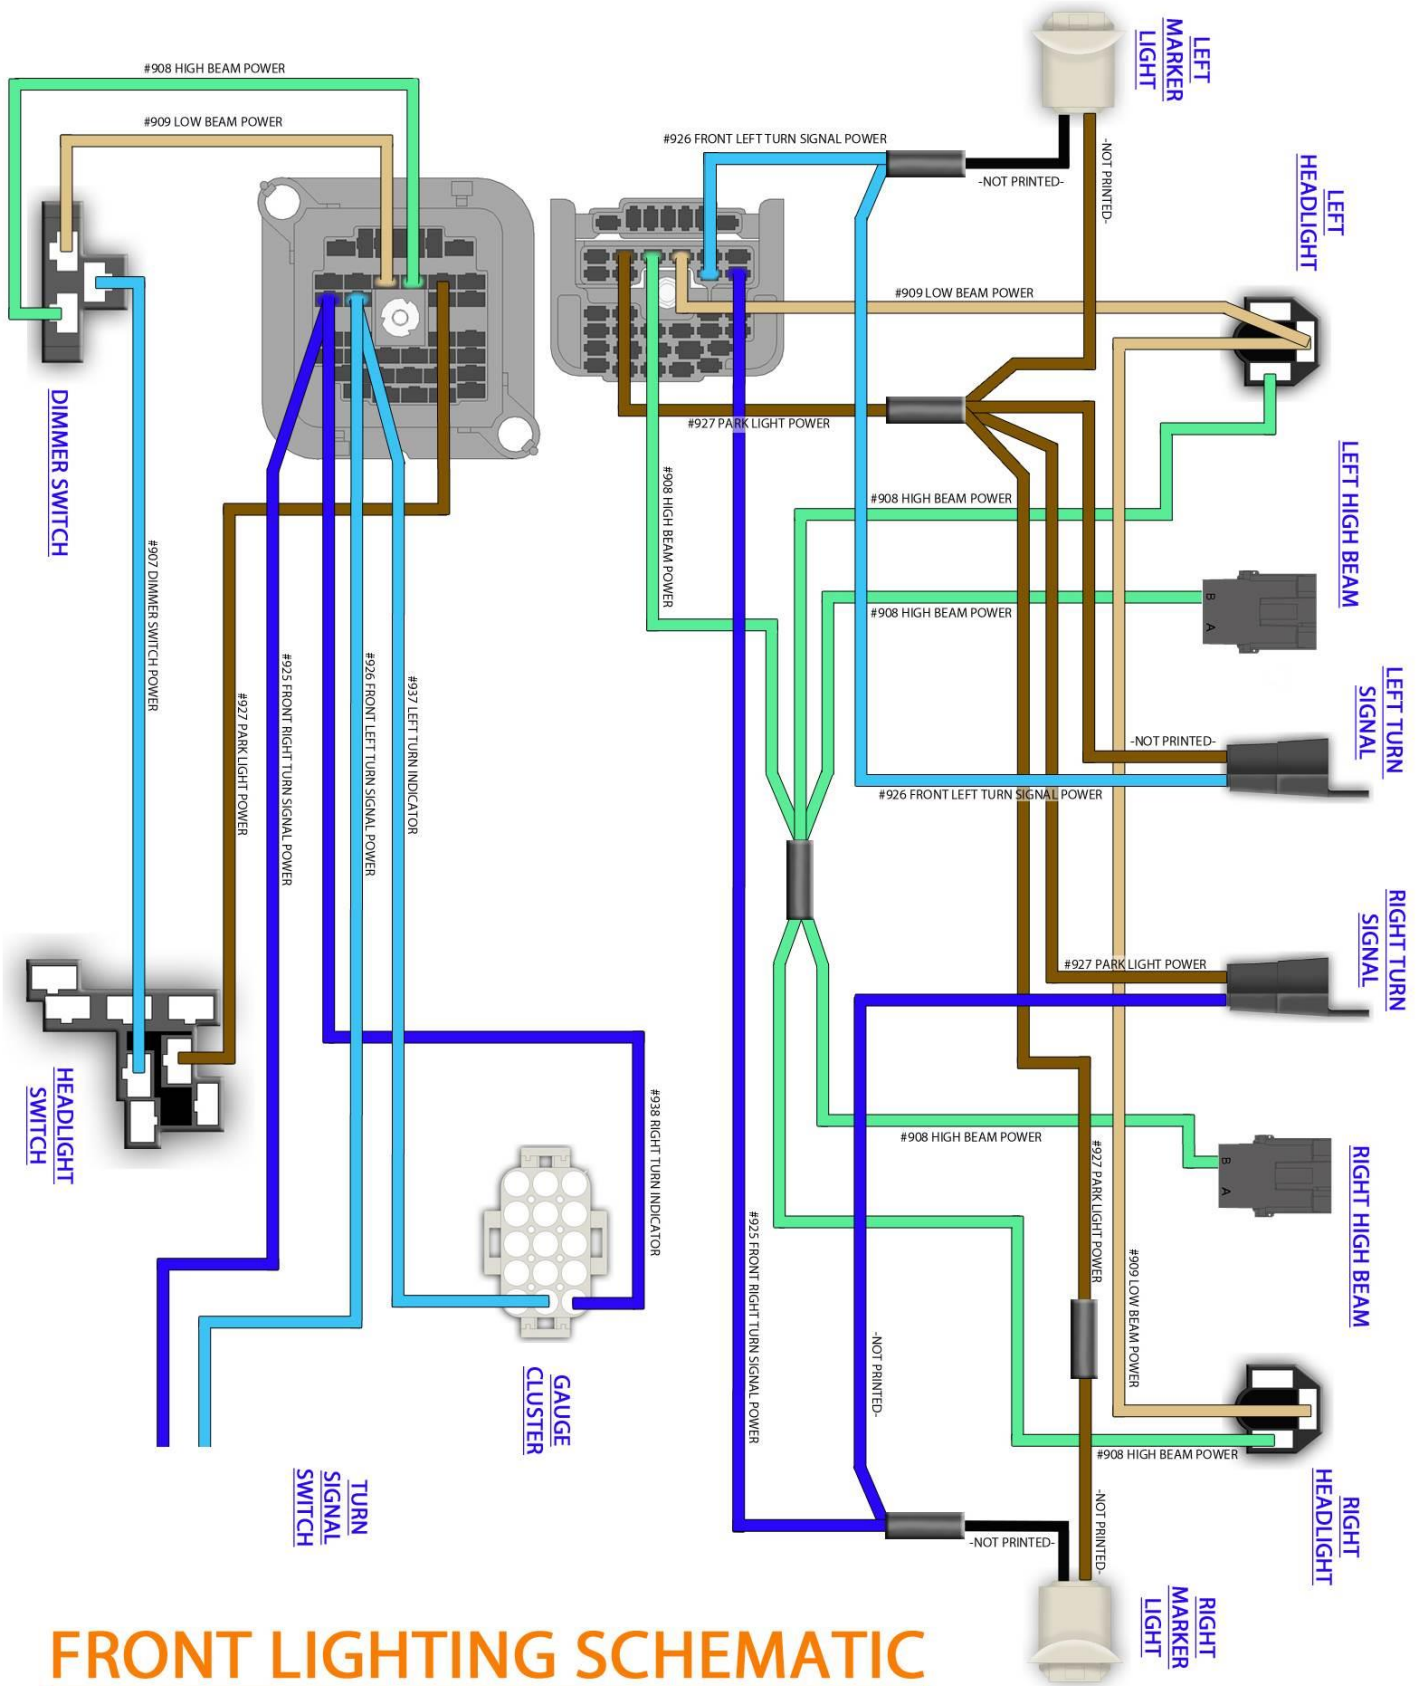 #908 HIGH BEAM POWER
#909 LOW BEAM POWER
#926 FRONT LEFT TURN SIGNAL POWER
-NOT PRINTED-
-NOT PRINTED-
LEFT
MARKER
LIGHT
LEFT
HEADLIGHT
#909 LOW BEAM POWER
#927 PARK LIGHT POWER
DIMMER SWITCH
#908 HIGH BEAM POWER
#908 HIGH BEAM POWER
LEFT HIGH BEAM
#907 DIMMER SWITCH POWER
#908 HIGH BEAM POWER
B
A
#927 PARK LIGHT POWER
#925 FRONT RIGHT TURN SIGNAL POWER
#926 FRONT LEFT TURN SIGNAL POWER
#937 LEFT TURN INDICATOR
LEFT TURN
SIGNAL
-NOT PRINTED-
#926 FRONT LEFT TURN SIGNAL POWER
RIGHT TURN
SIGNAL
#927 PARK LIGHT POWER
HEADLIGHT
SWITCH
#938 RIGHT TURN INDICATOR
#908 HIGH BEAM POWER
B
A
RIGHT HIGH BEAM
#927 PARK LIGHT POWER
#925 FRONT RIGHT TURN SIGNAL POWER
#909 LOW BEAM POWER
-NOT PRINTED-
GAUGE
CLUSTER
#908 HIGH BEAM POWER
RIGHT
HEADLIGHT
TURN
SIGNAL
SWITCH
-NOT PRINTED-
-NOT PRINTED-
RIGHT
MARKER
LIGHT
FRONT LIGHTING SCHEMATIC